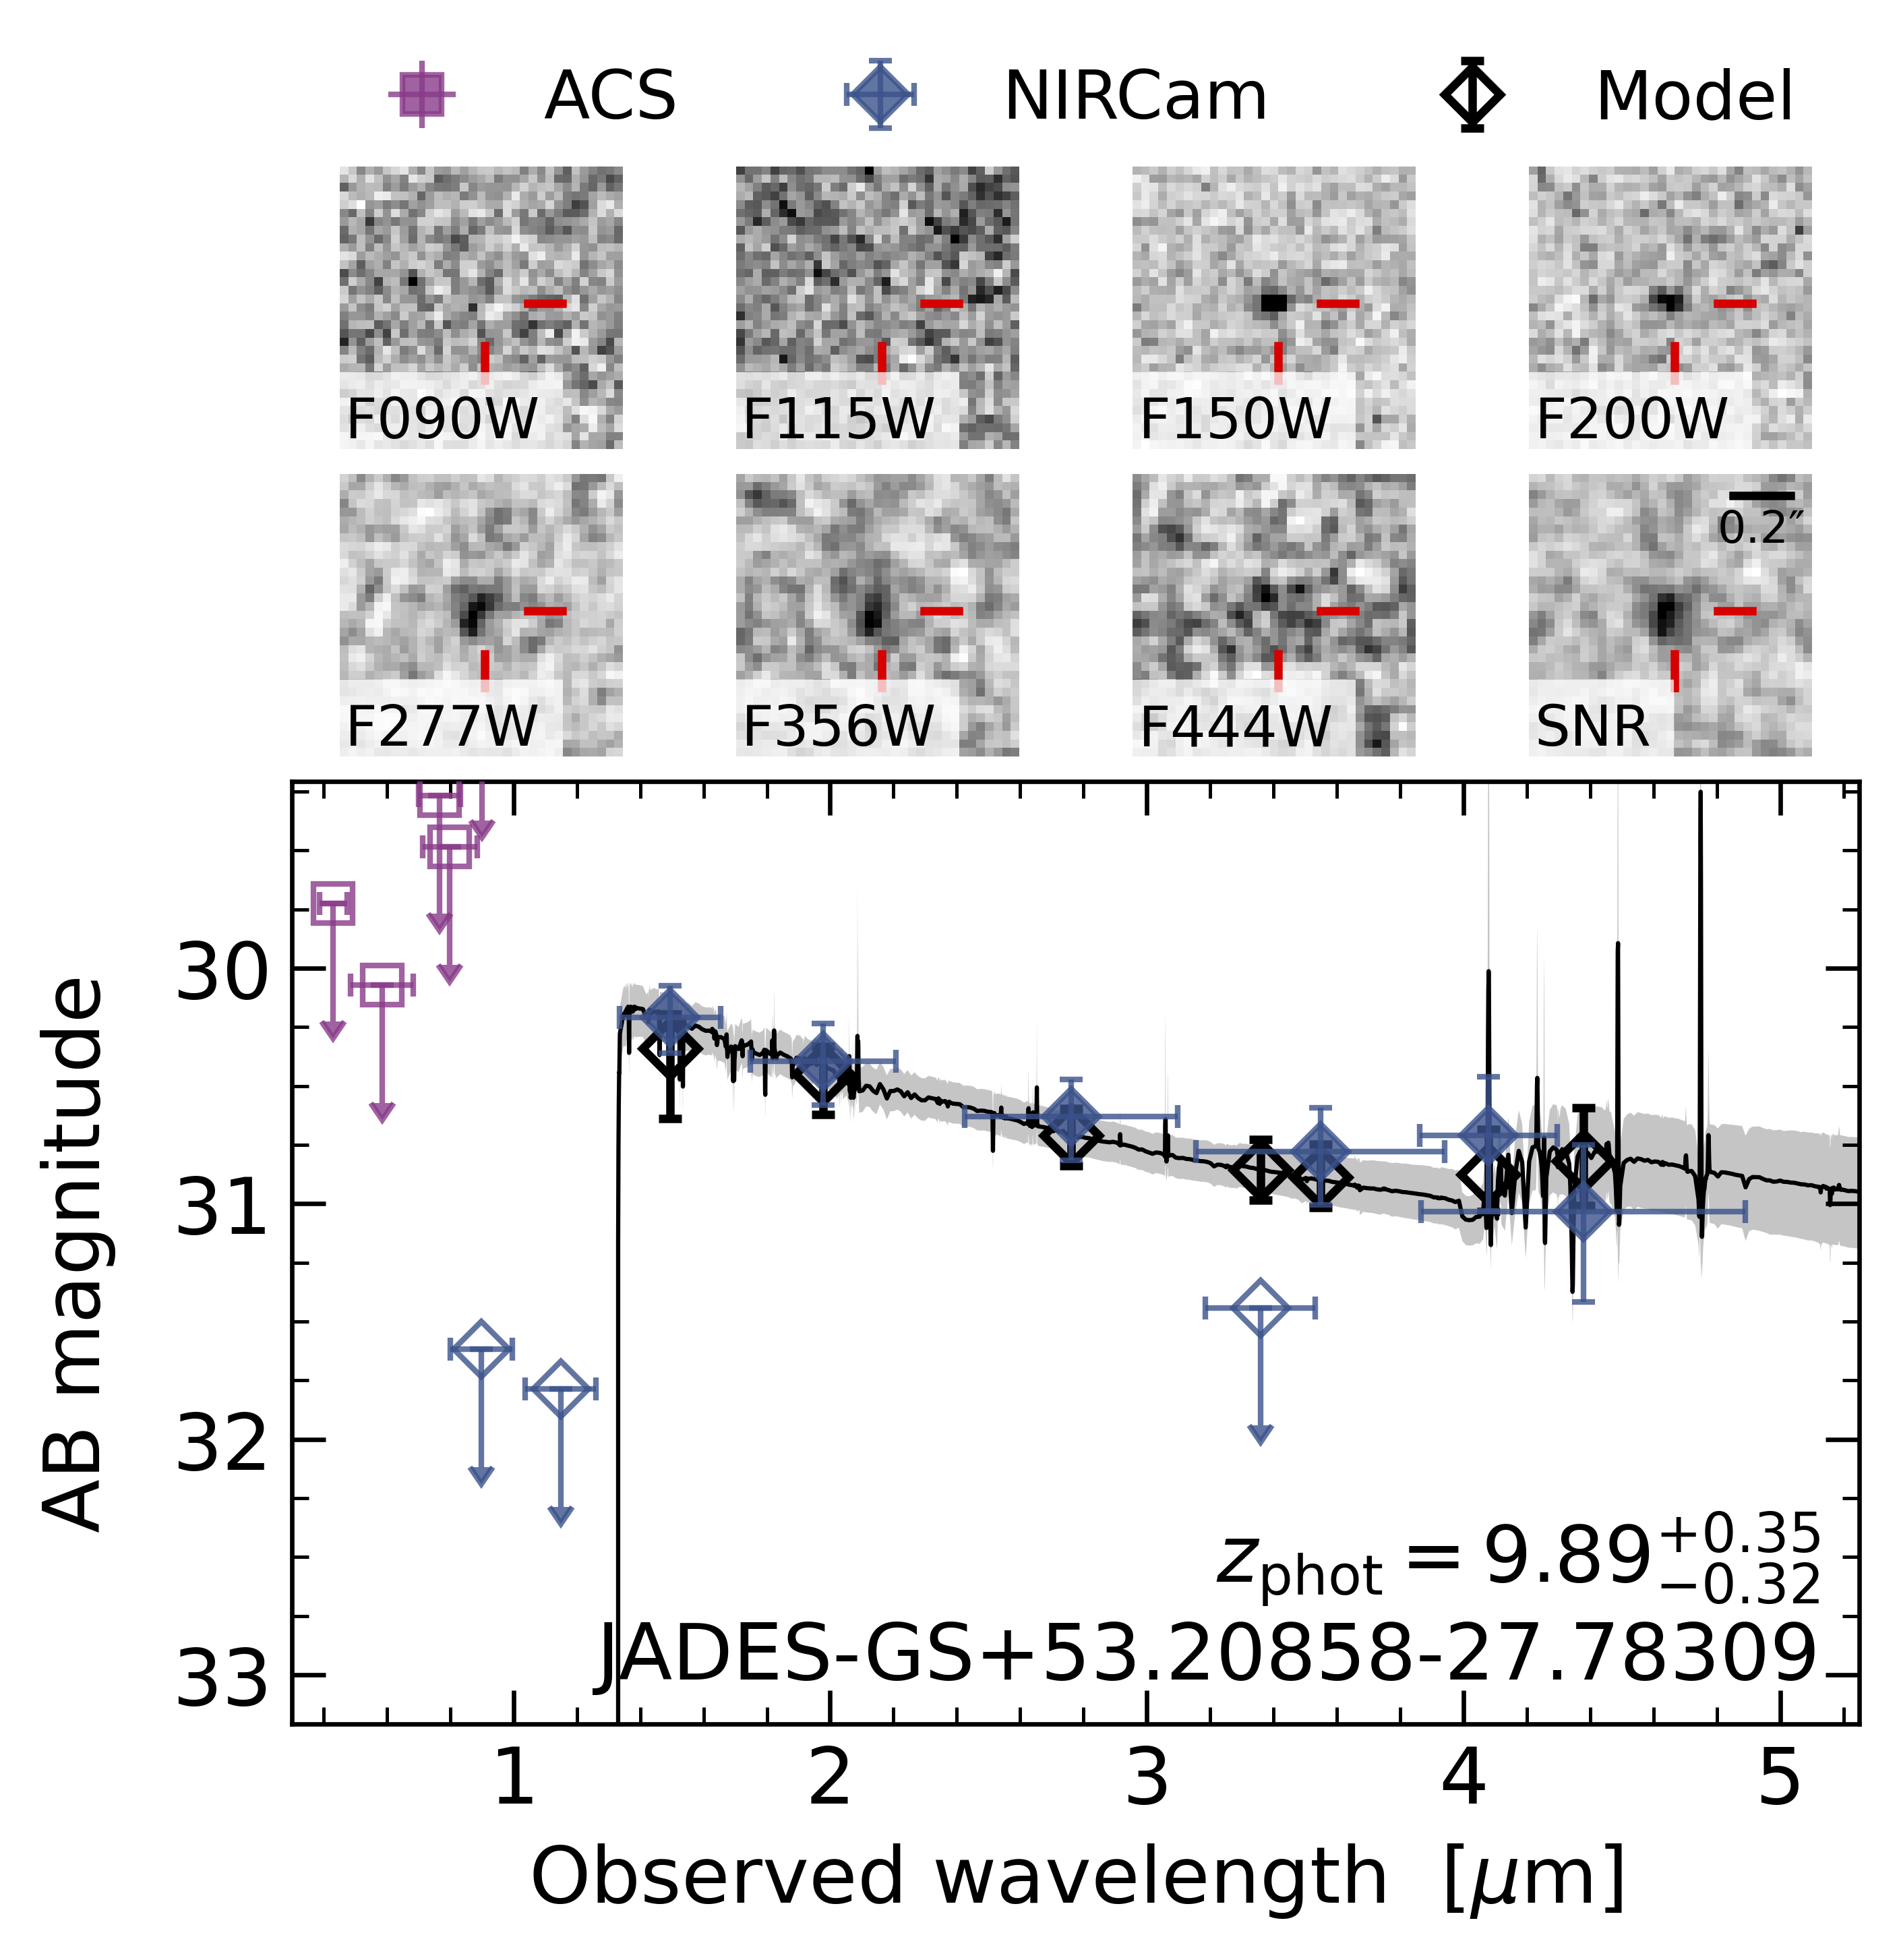 ACS NIRCam Model
F090W F115W F150W F200W
0.2″
F277W F356W F444W SNR
AB magnitude
30
31
32
33
z_phot = 9.89 +0.35 −0.32
JADES-GS+53.20858-27.78309
1 2 3 4 5
Observed wavelength [μm]